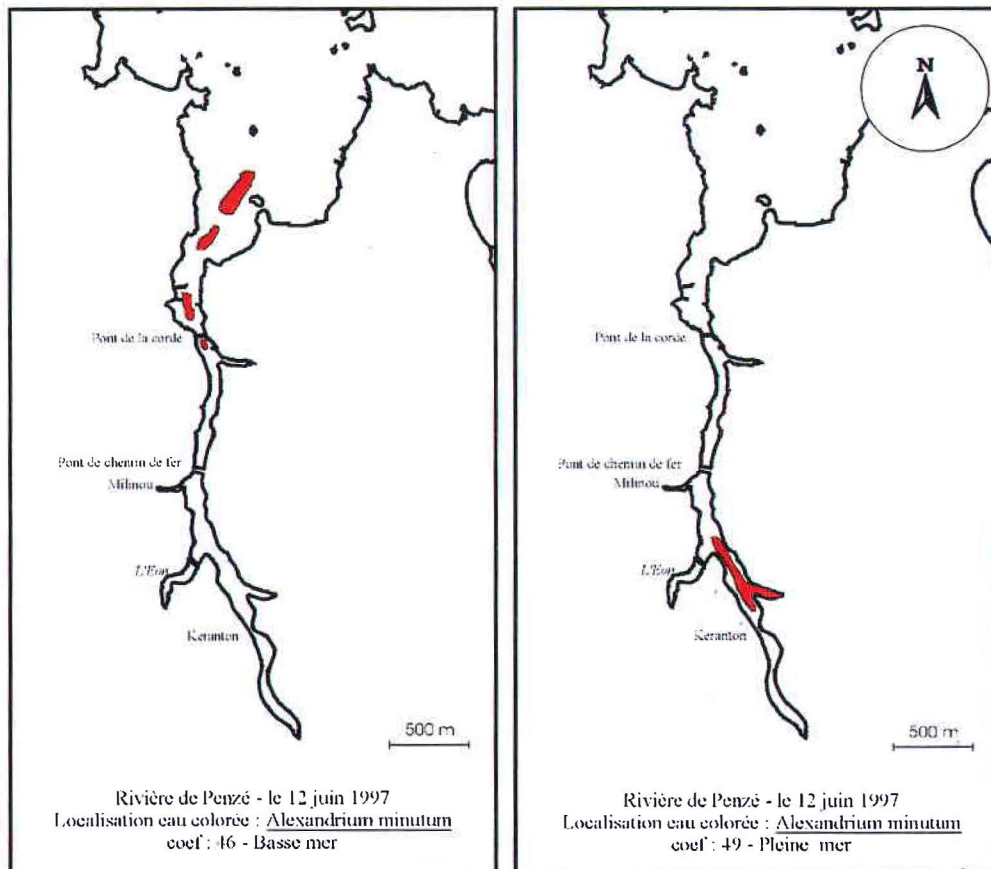 Pont de la corde
Pont de chemin de fer
Milinou
L'Eon
Keranton
500 m
Rivière de Penzé - le 12 juin 1997
Localisation eau colorée : Alexandrium minutum
coef : 46 - Basse mer
N
Pont de la corde
Pont de chemin de fer
Milinou
L'Eon
Keranton
500 m
Rivière de Penzé - le 12 juin 1997
Localisation eau colorée : Alexandrium minutum
coef : 49 - Pleine mer